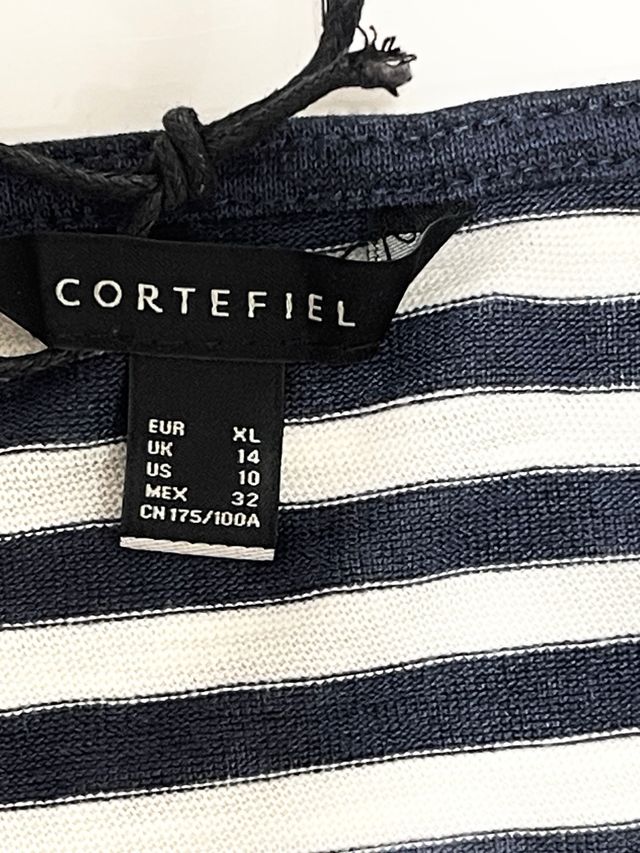 CORTEFIEL
EUR XL
UK 14
US 10
MEX 32
CN 175/100A